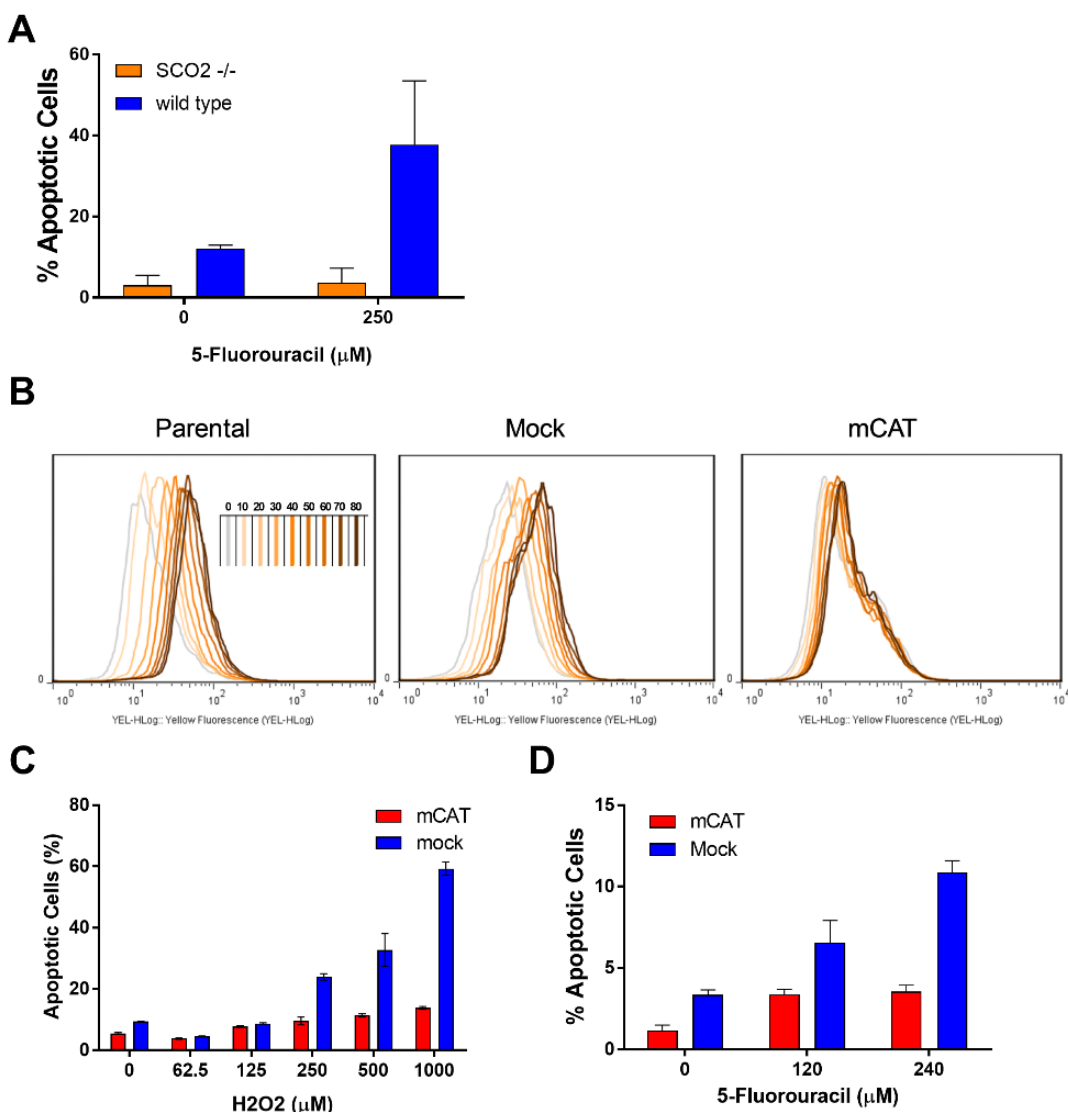 A
60
40
20
0
% Apoptotic Cells
SCO2 -/-
wild type
0 250
5-Fluorouracil (μM)
B
Parental Mock mCAT
0 10 20 30 40 50 60 70 80
0 0
10^0 10^1 10^2 10^3 10^4 10^0 10^1 10^2 10^3 10^4 10^0 10^1 10^2 10^3 10^4
YEL-HLog:: Yellow Fluorescence (YEL-HLog) YEL-HLog:: Yellow Fluorescence (YEL-HLog) YEL-HLog:: Yellow Fluorescence (YEL-HLog)
C
80
60
40
20
0
Apoptotic Cells (%)
mCAT
mock
0 62.5 125 250 500 1000
H2O2 (μM)
D
15
10
5
0
% Apoptotic Cells
mCAT
Mock
0 120 240
5-Fluorouracil (μM)